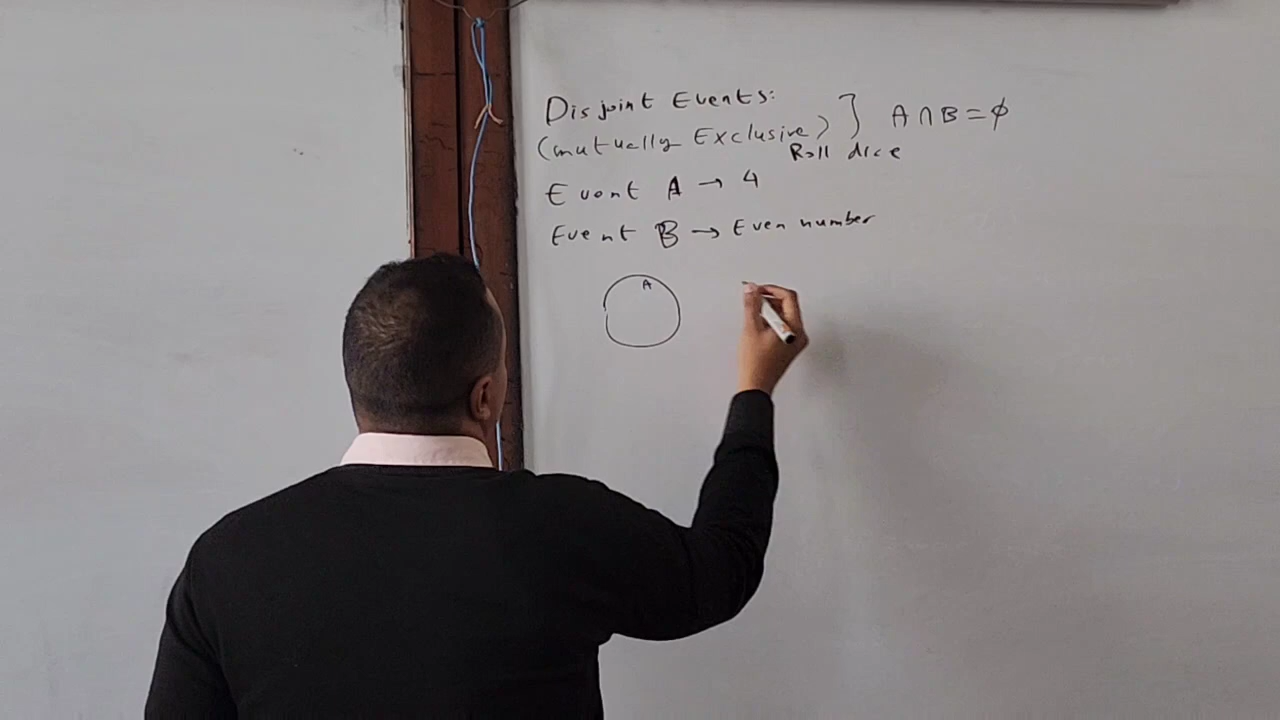 Disjoint Events:
(mutually Exclusive) } A ∩ B = ϕ
Roll dice
Event A → 4
Event B → Even number
A